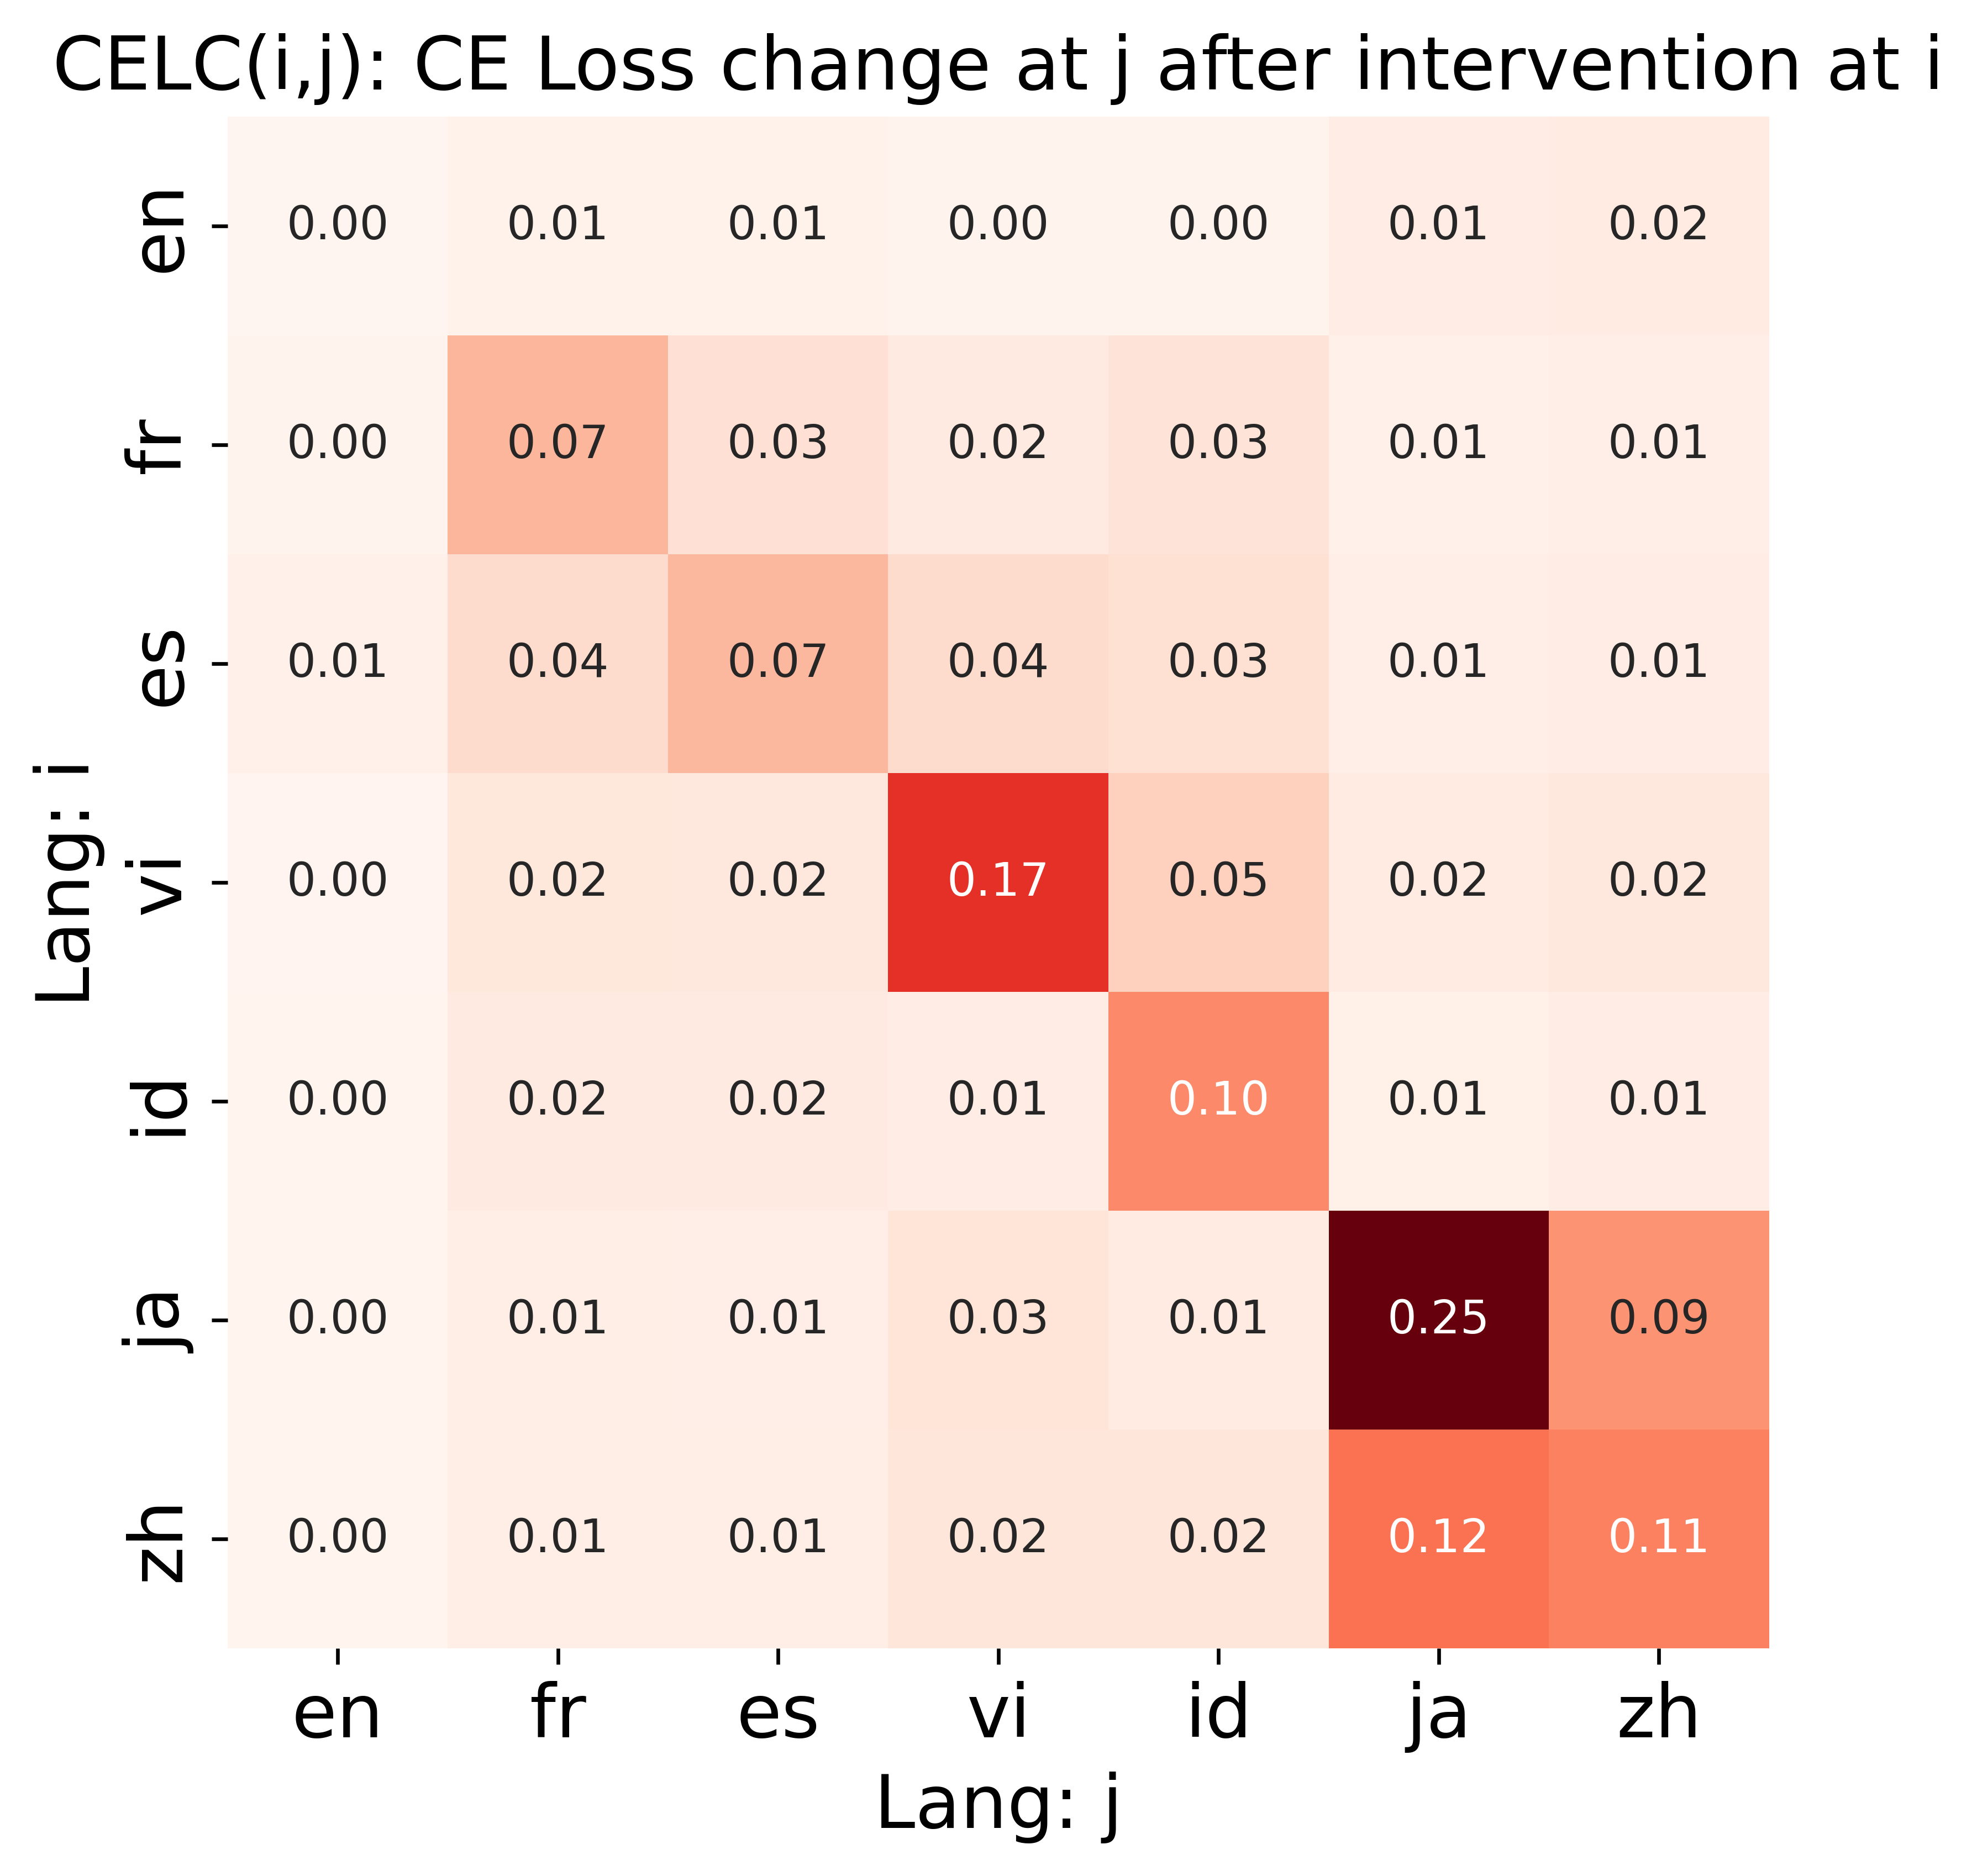 CELC(i,j): CE Loss change at j after intervention at i
Lang: i
en 0.00 0.01 0.01 0.00 0.00 0.01 0.02
fr 0.00 0.07 0.03 0.02 0.03 0.01 0.01
es 0.01 0.04 0.07 0.04 0.03 0.01 0.01
vi 0.00 0.02 0.02 0.17 0.05 0.02 0.02
id 0.00 0.02 0.02 0.01 0.10 0.01 0.01
ja 0.00 0.01 0.01 0.03 0.01 0.25 0.09
zh 0.00 0.01 0.01 0.02 0.02 0.12 0.11
en fr es vi id ja zh
Lang: j